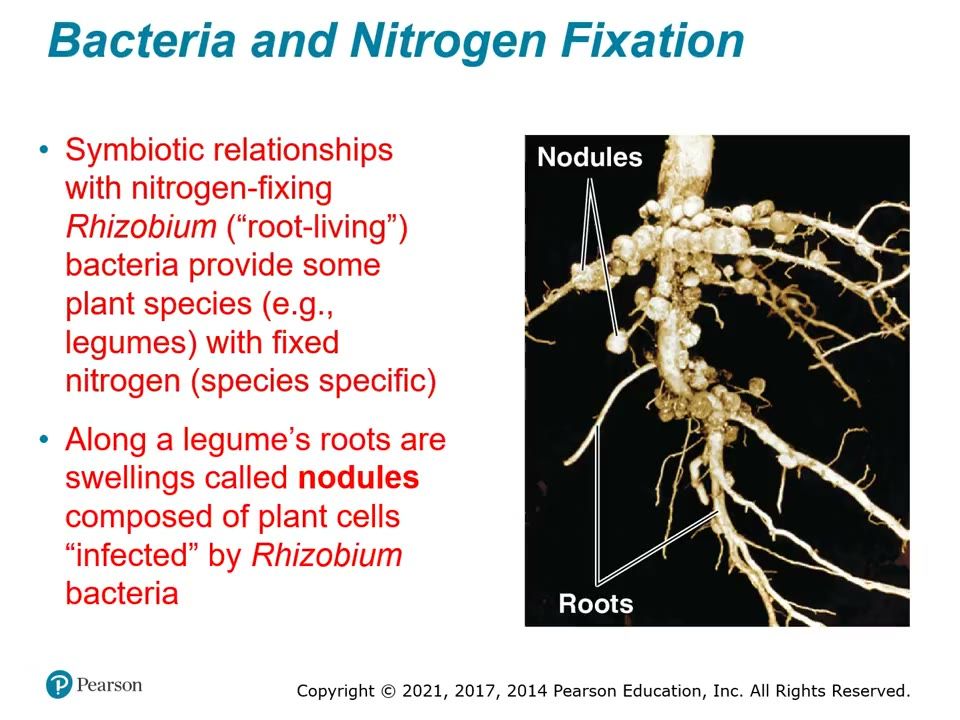 Bacteria and Nitrogen Fixation
• Symbiotic relationships
with nitrogen-fixing
Rhizobium (“root-living”)
bacteria provide some
plant species (e.g.,
legumes) with fixed
nitrogen (species specific)
• Along a legume’s roots are
swellings called nodules
composed of plant cells
“infected” by Rhizobium
bacteria
Nodules
Roots
P Pearson
Copyright © 2021, 2017, 2014 Pearson Education, Inc. All Rights Reserved.